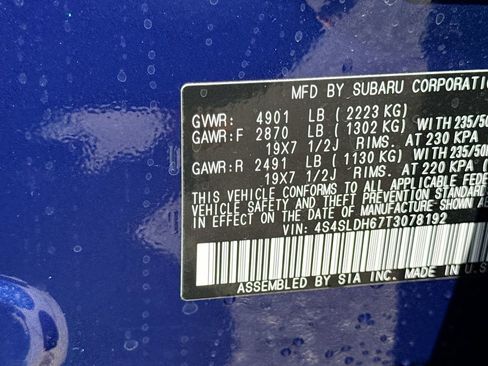 MFD BY SUBARU CORPORATIO
GVWR: 4901 LB ( 2223 KG)
GAWR:F 2870 LB ( 1302 KG) WITH 235/50
19X7 1/2J RIMS. AT 230 KPA
GAWR:R 2491 LB ( 1130 KG) WITH 235/50
19X7 1/2J RIMS. AT 220 KPA (
THIS VEHICLE CONFORMS TO ALL APPLICABLE FEDE
VEHICLE SAFETY AND THEFT PREVENTION STANDARD
EFFECT ON THE DATE OF MANUFACTURE SHOWN AB
VIN: 4S4SLDH67T3078192
ASSEMBLED BY SIA INC. MADE IN U.S